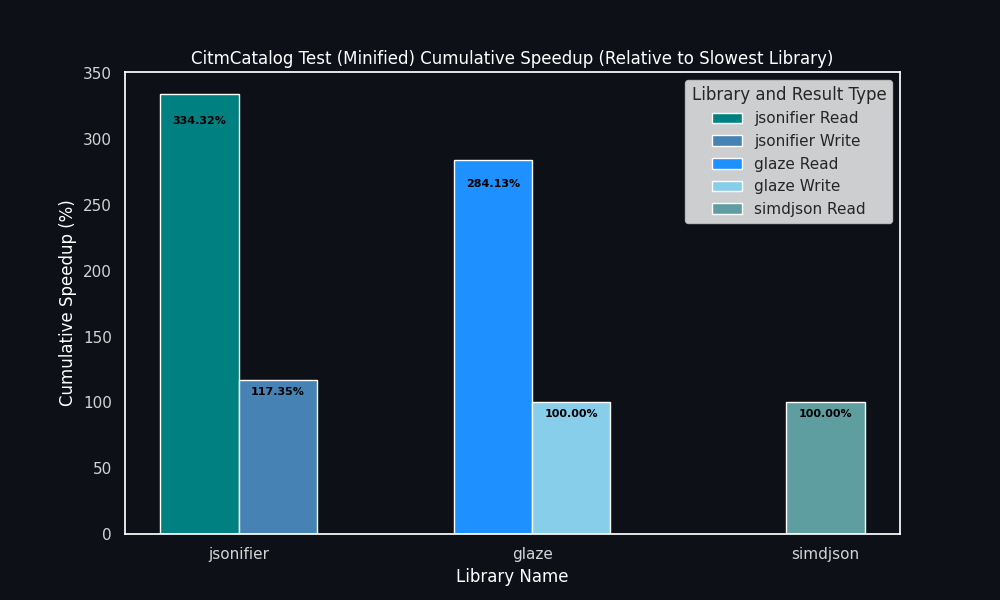 CitmCatalog Test (Minified) Cumulative Speedup (Relative to Slowest Library)
Cumulative Speedup (%)
350
300
250
200
150
100
50
0
334.32%
117.35%
284.13%
100.00%
100.00%
Library and Result Type
jsonifier Read
jsonifier Write
glaze Read
glaze Write
simdjson Read
jsonifier
glaze
simdjson
Library Name